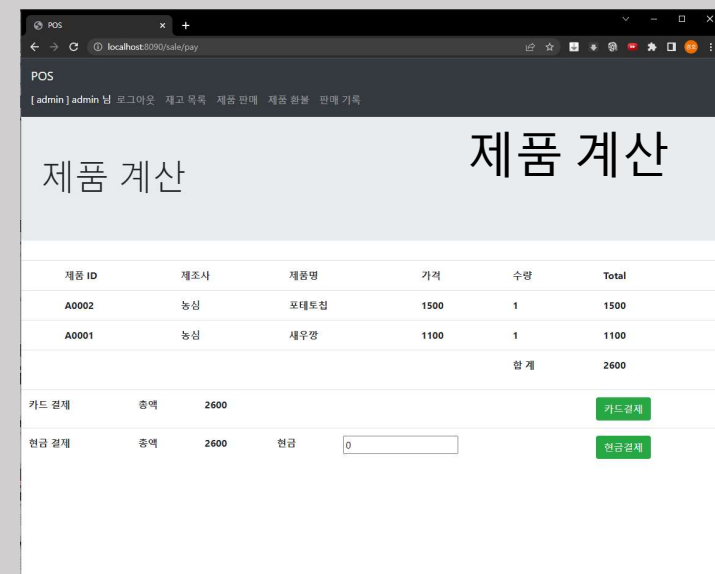 POS
localhost:8090/sale/pay
POS
[ admin ] admin 님 로그아웃 재고 목록 제품 판매 제품 환불 판매 기록
제품 계산
제품 계산
제품 ID 제조사 제품명 가격 수량 Total
A0002 농심 포테토칩 1500 1 1500
A0001 농심 새우깡 1100 1 1100
합 계 2600
카드 결제 총액 2600 카드결제
현금 결제 총액 2600 현금 0 현금결제